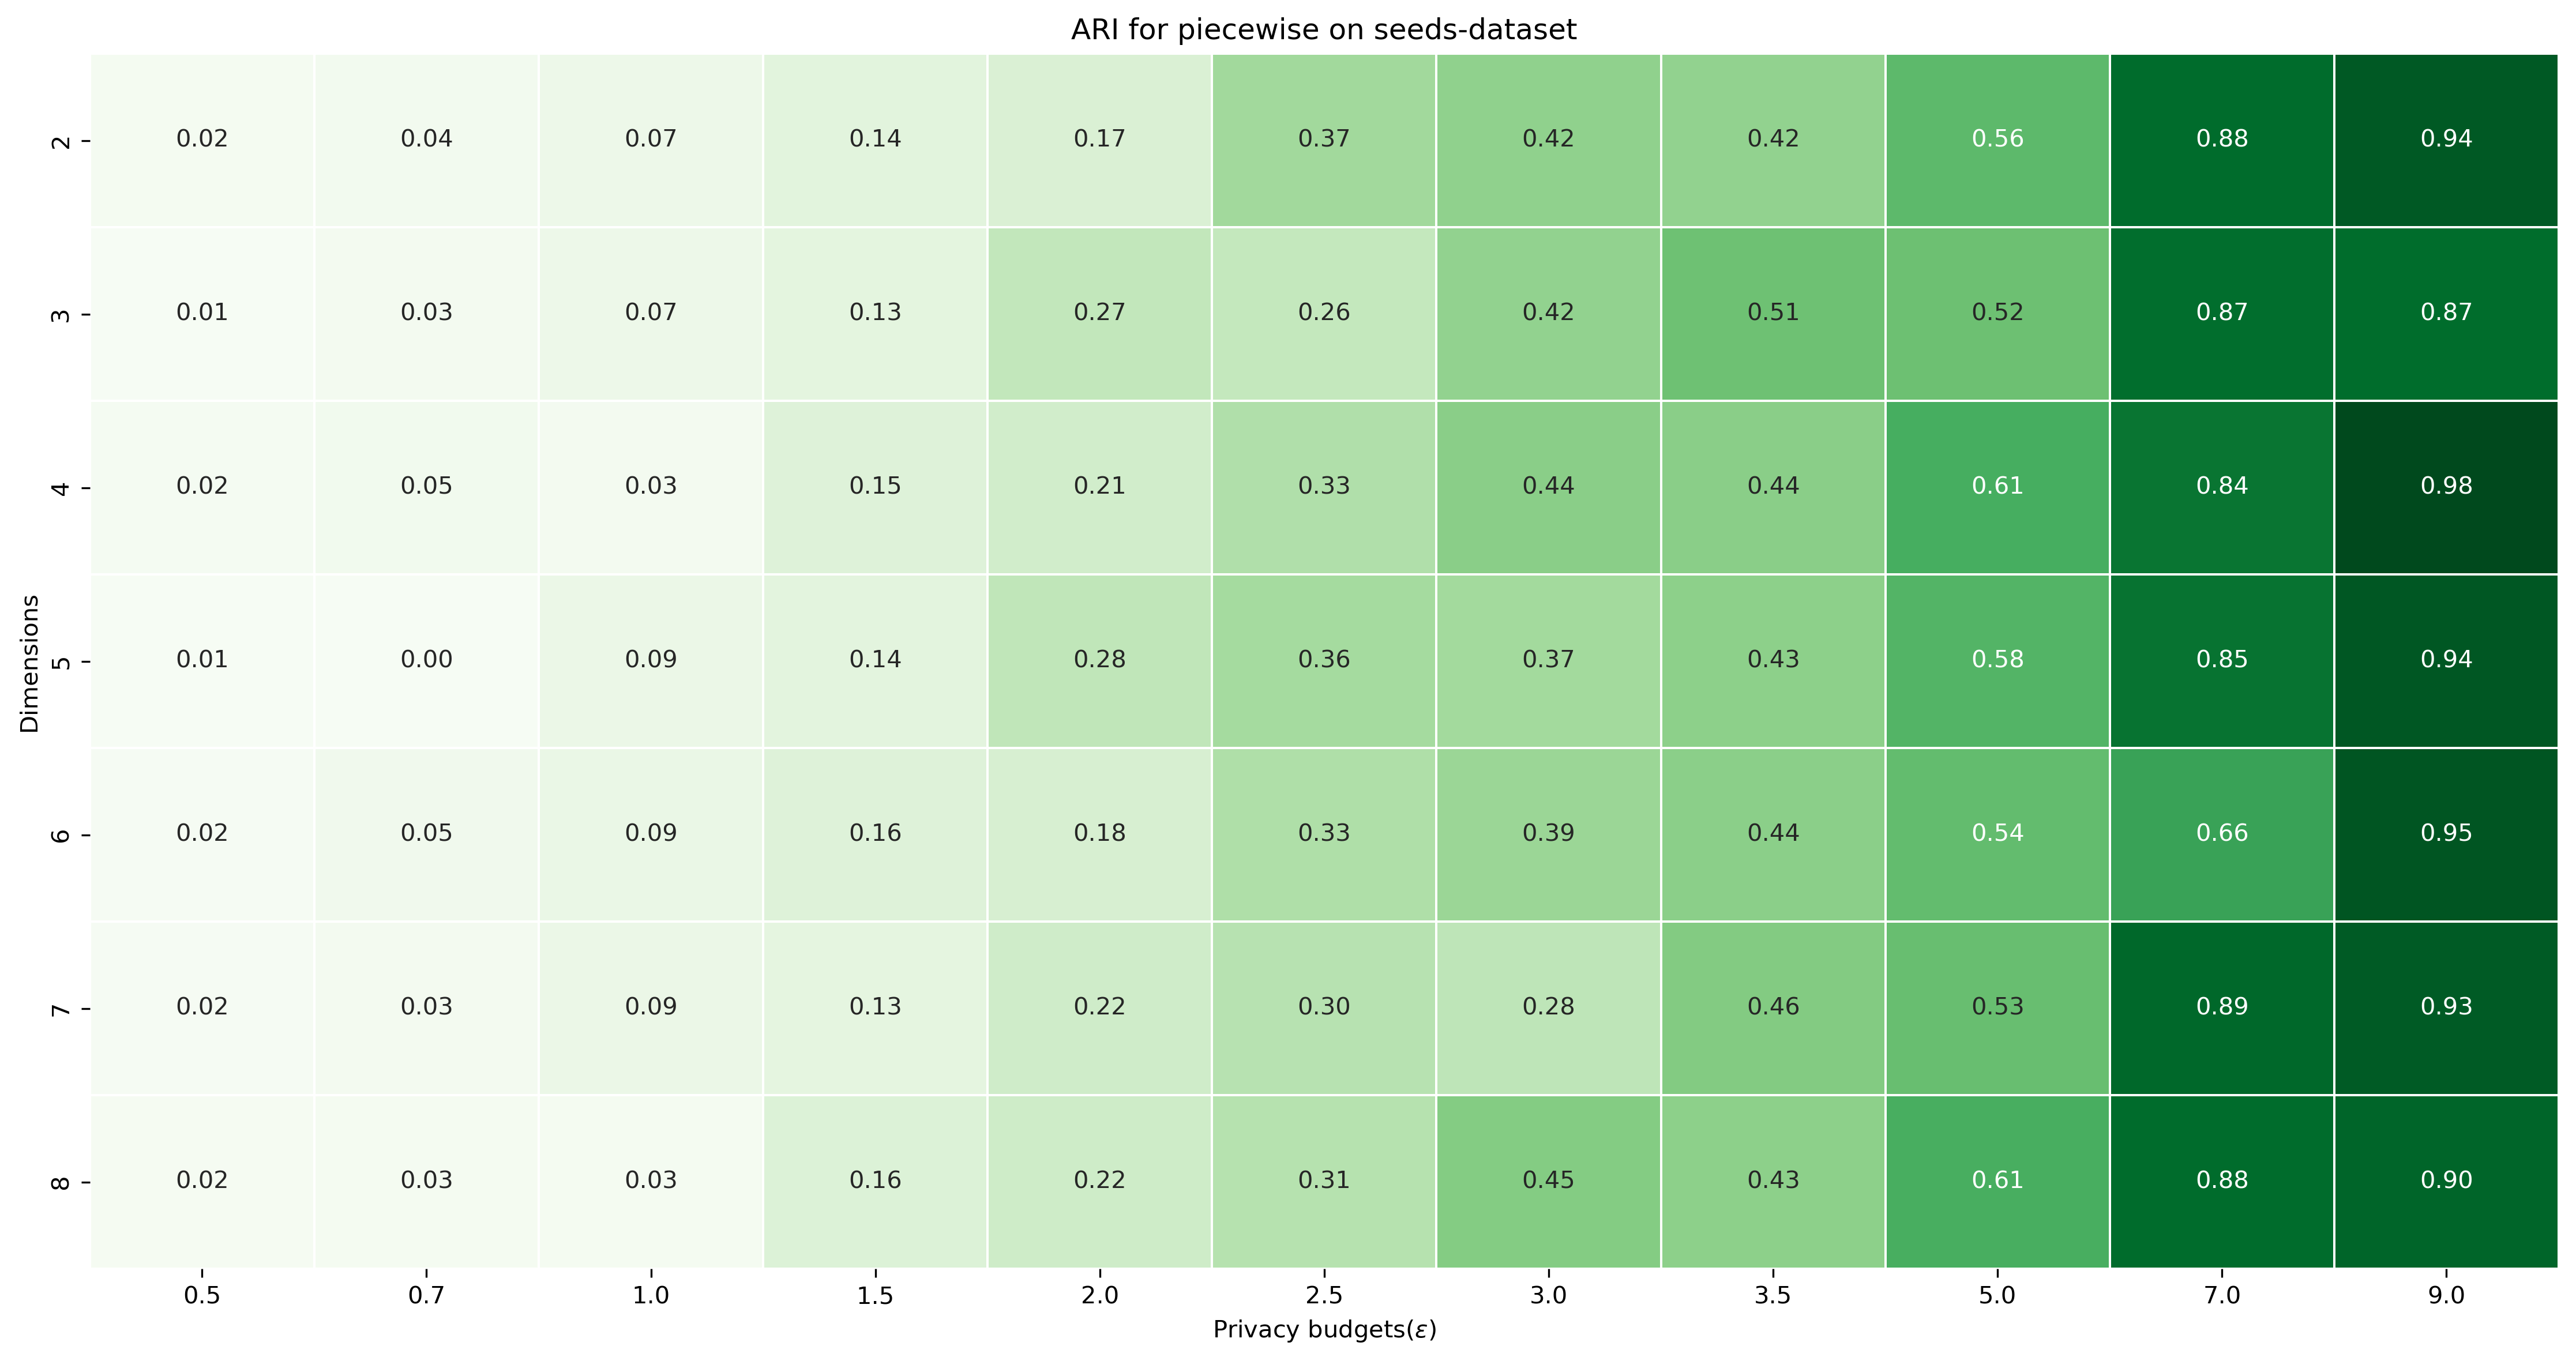 ARI for piecewise on seeds-dataset
2 0.02 0.04 0.07 0.14 0.17 0.37 0.42 0.42 0.56 0.88 0.94
3 0.01 0.03 0.07 0.13 0.27 0.26 0.42 0.51 0.52 0.87 0.87
4 0.02 0.05 0.03 0.15 0.21 0.33 0.44 0.44 0.61 0.84 0.98
Dimensions
5 0.01 0.00 0.09 0.14 0.28 0.36 0.37 0.43 0.58 0.85 0.94
6 0.02 0.05 0.09 0.16 0.18 0.33 0.39 0.44 0.54 0.66 0.95
7 0.02 0.03 0.09 0.13 0.22 0.30 0.28 0.46 0.53 0.89 0.93
8 0.02 0.03 0.03 0.16 0.22 0.31 0.45 0.43 0.61 0.88 0.90
0.5 0.7 1.0 1.5 2.0 2.5 3.0 3.5 5.0 7.0 9.0
Privacy budgets(ε)